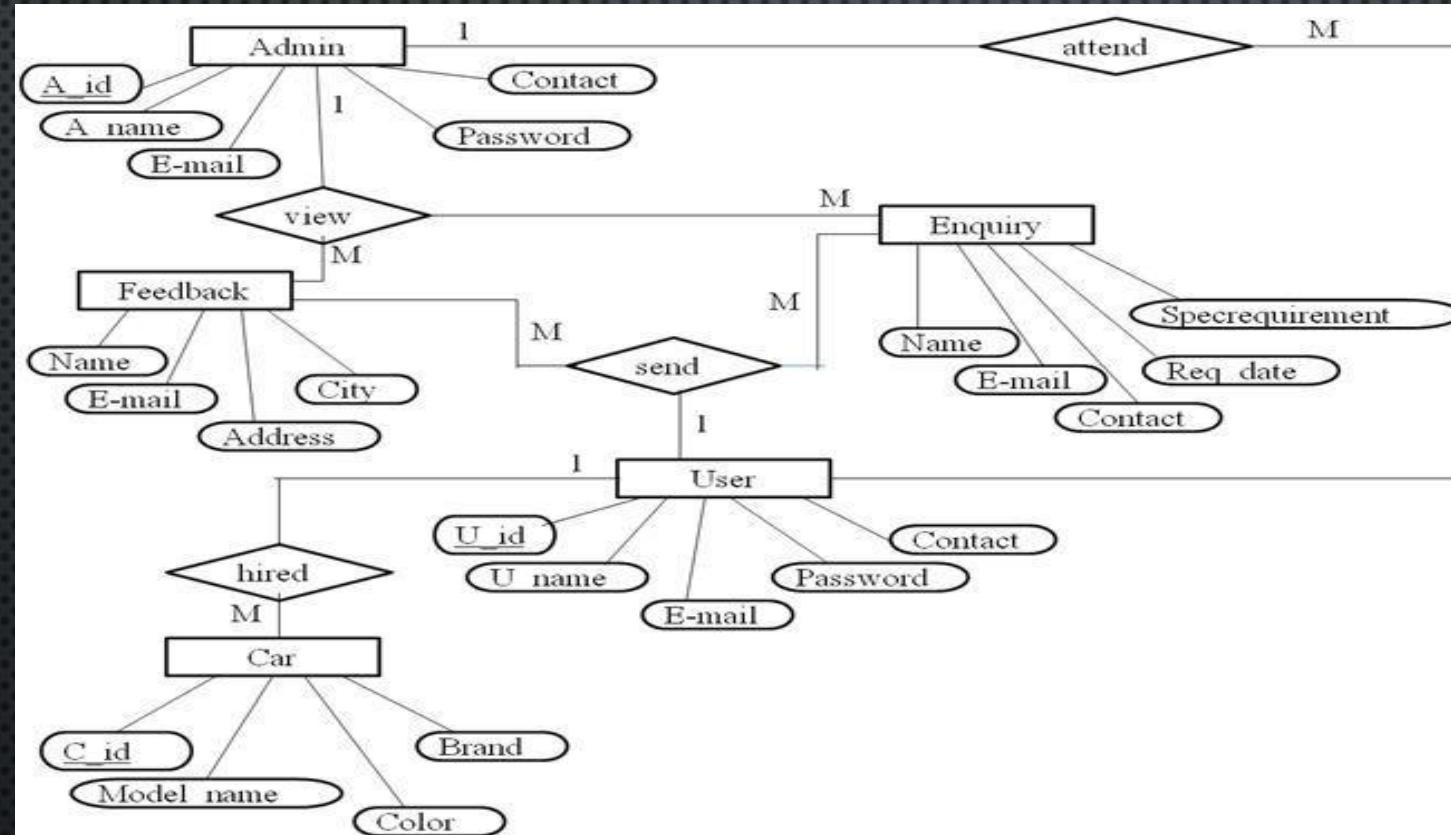 Admin
1
attend
M
A_id
Contact
A_name
1
Password
E-mail
view
M
Enquiry
M
Feedback
M
M
Specrequirement
Name
Name
send
Req_date
City
E-mail
E-mail
Contact
Address
1
1
User
U_id
Contact
hired
U_name
Password
M
E-mail
Car
C_id
Brand
Model_name
Color